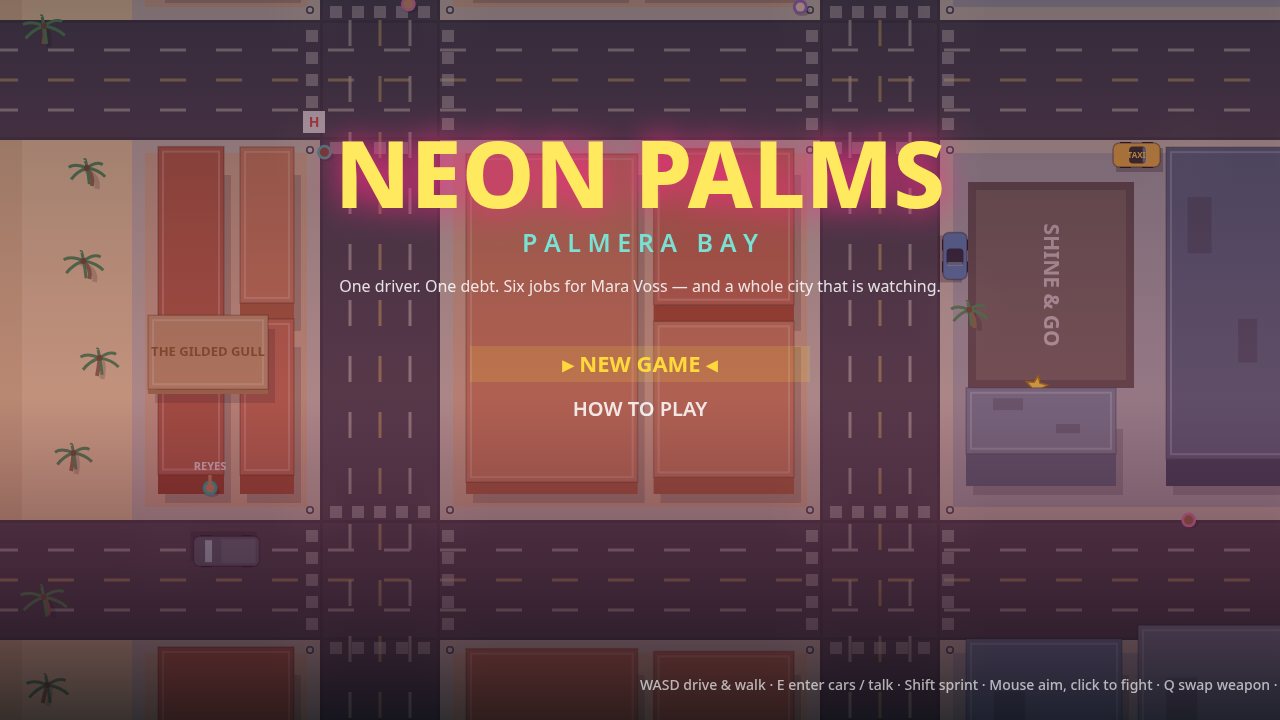 H
NEON PALMS
TAXI
PALMERA BAY
SHINE & GO
One driver. One debt. Six jobs for Mara Voss — and a whole city that is watching.
THE GILDED GULL
▸ NEW GAME ◂
HOW TO PLAY
REYES
WASD drive & walk · E enter cars / talk · Shift sprint · Mouse aim, click to fight · Q swap weapon ·